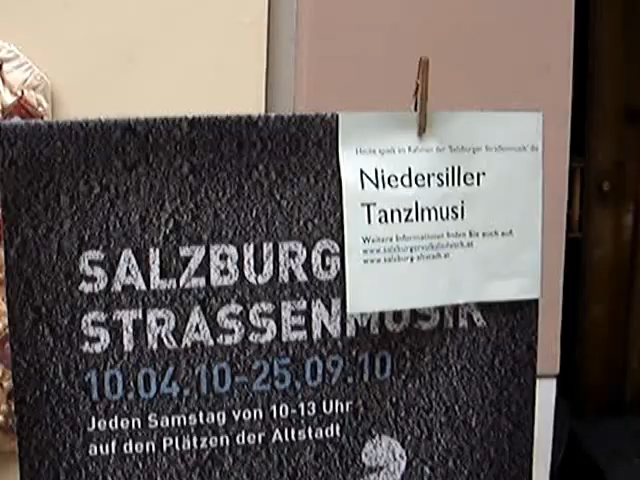 Heute spielt im Rahmen der 'Salzburger Straßenmusik' die
Niedersiller
Tanzlmusi
Weitere Informationen finden Sie auch auf:
www.salzburgervolksliedwerk.at
www.salzburg-altstadt.at
SALZBURG
STRASSENMUSIK
10.04.10-25.09.10
Jeden Samstag von 10-13 Uhr
auf den Plätzen der Altstadt